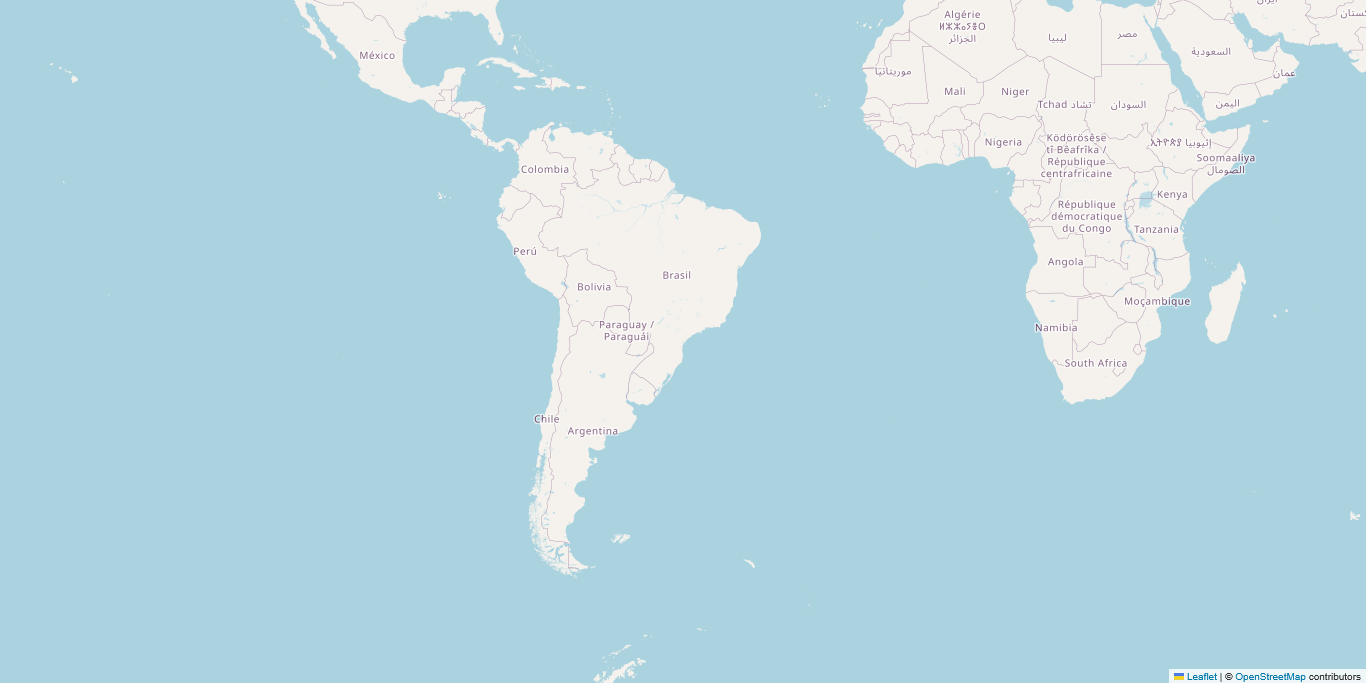 Algérie
ⵍⵣⵣⴰⵢⴻⵔ
الجزائر
ليبيا
مصر
السعودية
عمان
اليمن
México
موريتانيا
Mali
Niger
Tchad تشاد
السودان
Nigeria
Ködörösêse
tî Bêafrîka /
République
centrafricaine
ኢትዮጵያ إثيوبيا
Soomaaliya
الصومال
Colombia
Kenya
République
démocratique
du Congo
Tanzania
Perú
Brasil
Bolivia
Angola
Moçambique
Paraguay /
Paraguái
Namibia
South Africa
Chile
Argentina
Leaflet | © OpenStreetMap contributors